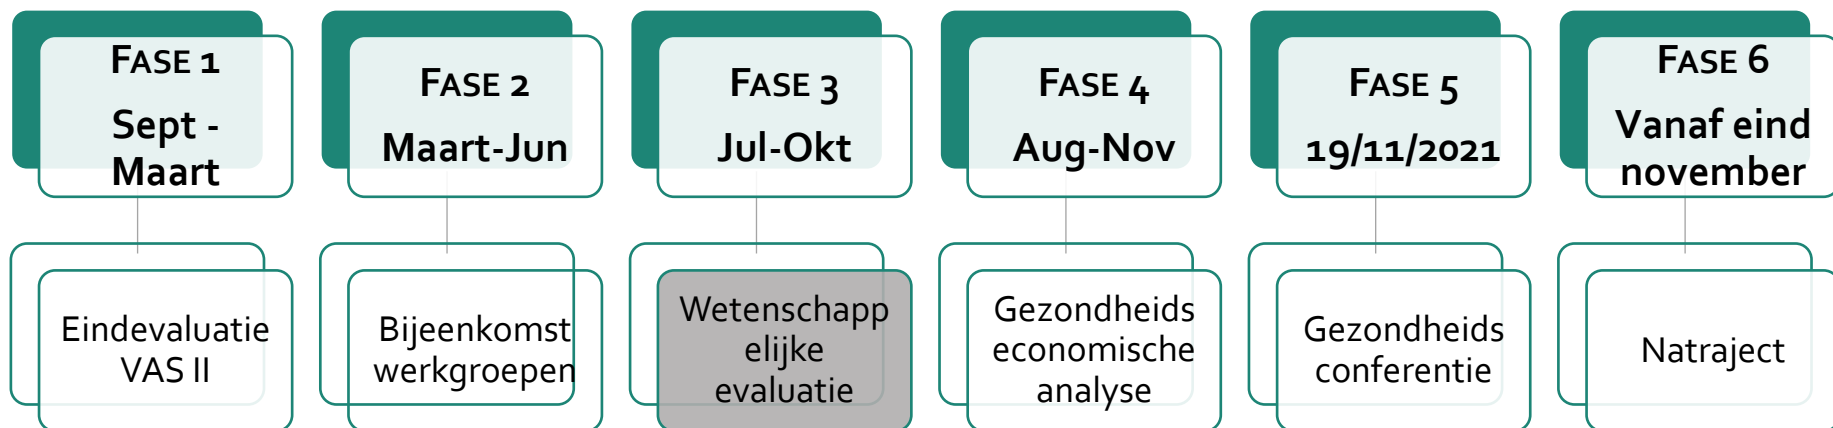 FASE 1
Sept -
Maart
Eindevaluatie
VAS II
FASE 2
Maart-Jun
Bijeenkomst
werkgroepen
FASE 3
Jul-Okt
Wetenschapp
elijke
evaluatie
FASE 4
Aug-Nov
Gezondheids
economische
analyse
FASE 5
19/11/2021
Gezondheids
conferentie
FASE 6
Vanaf eind
november
Natraject